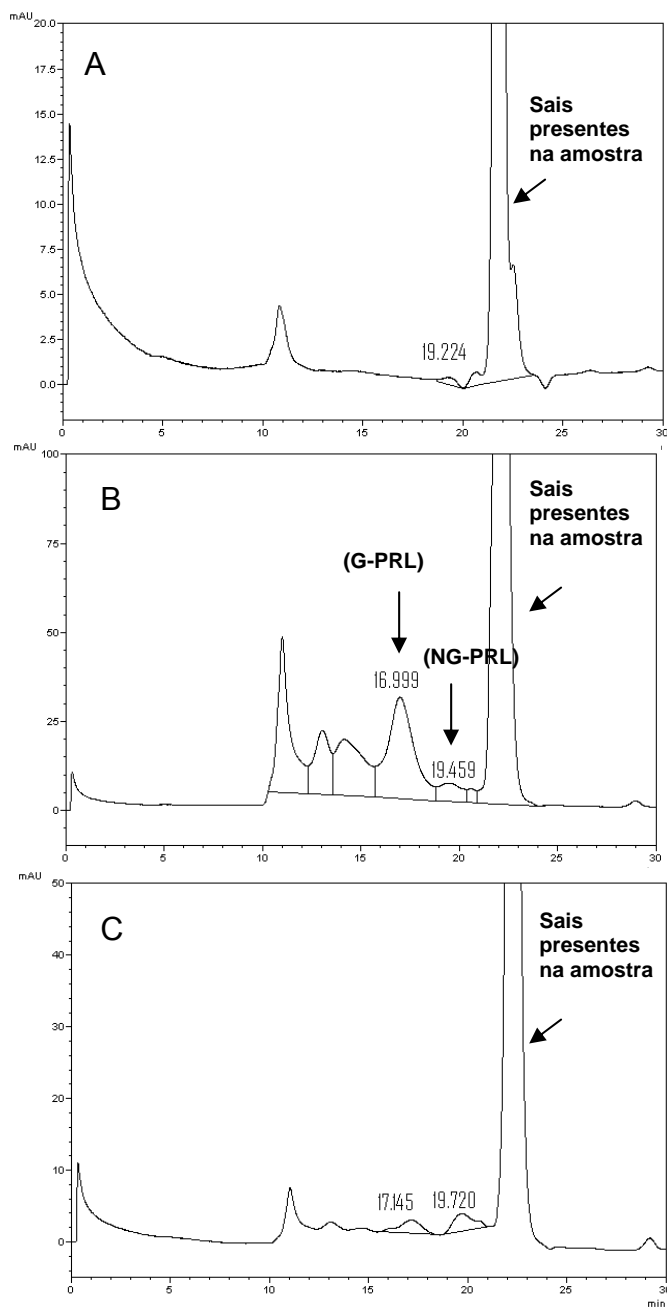 mAU
20.0
17.5
15.0
12.5
10.0
7.5
5.0
2.5
0.0
A
Sais
presentes
na amostra
19.224
0 5 10 15 20 25 30
mAU
100
75
50
25
0
B
Sais
presentes
na amostra
(G-PRL)
16.999
(NG-PRL)
19.459
0 5 10 15 20 25 30
mAU
50
40
30
20
10
0
C
Sais
presentes
na amostra
17.145
19.720
0 5 10 15 20 25 30
min